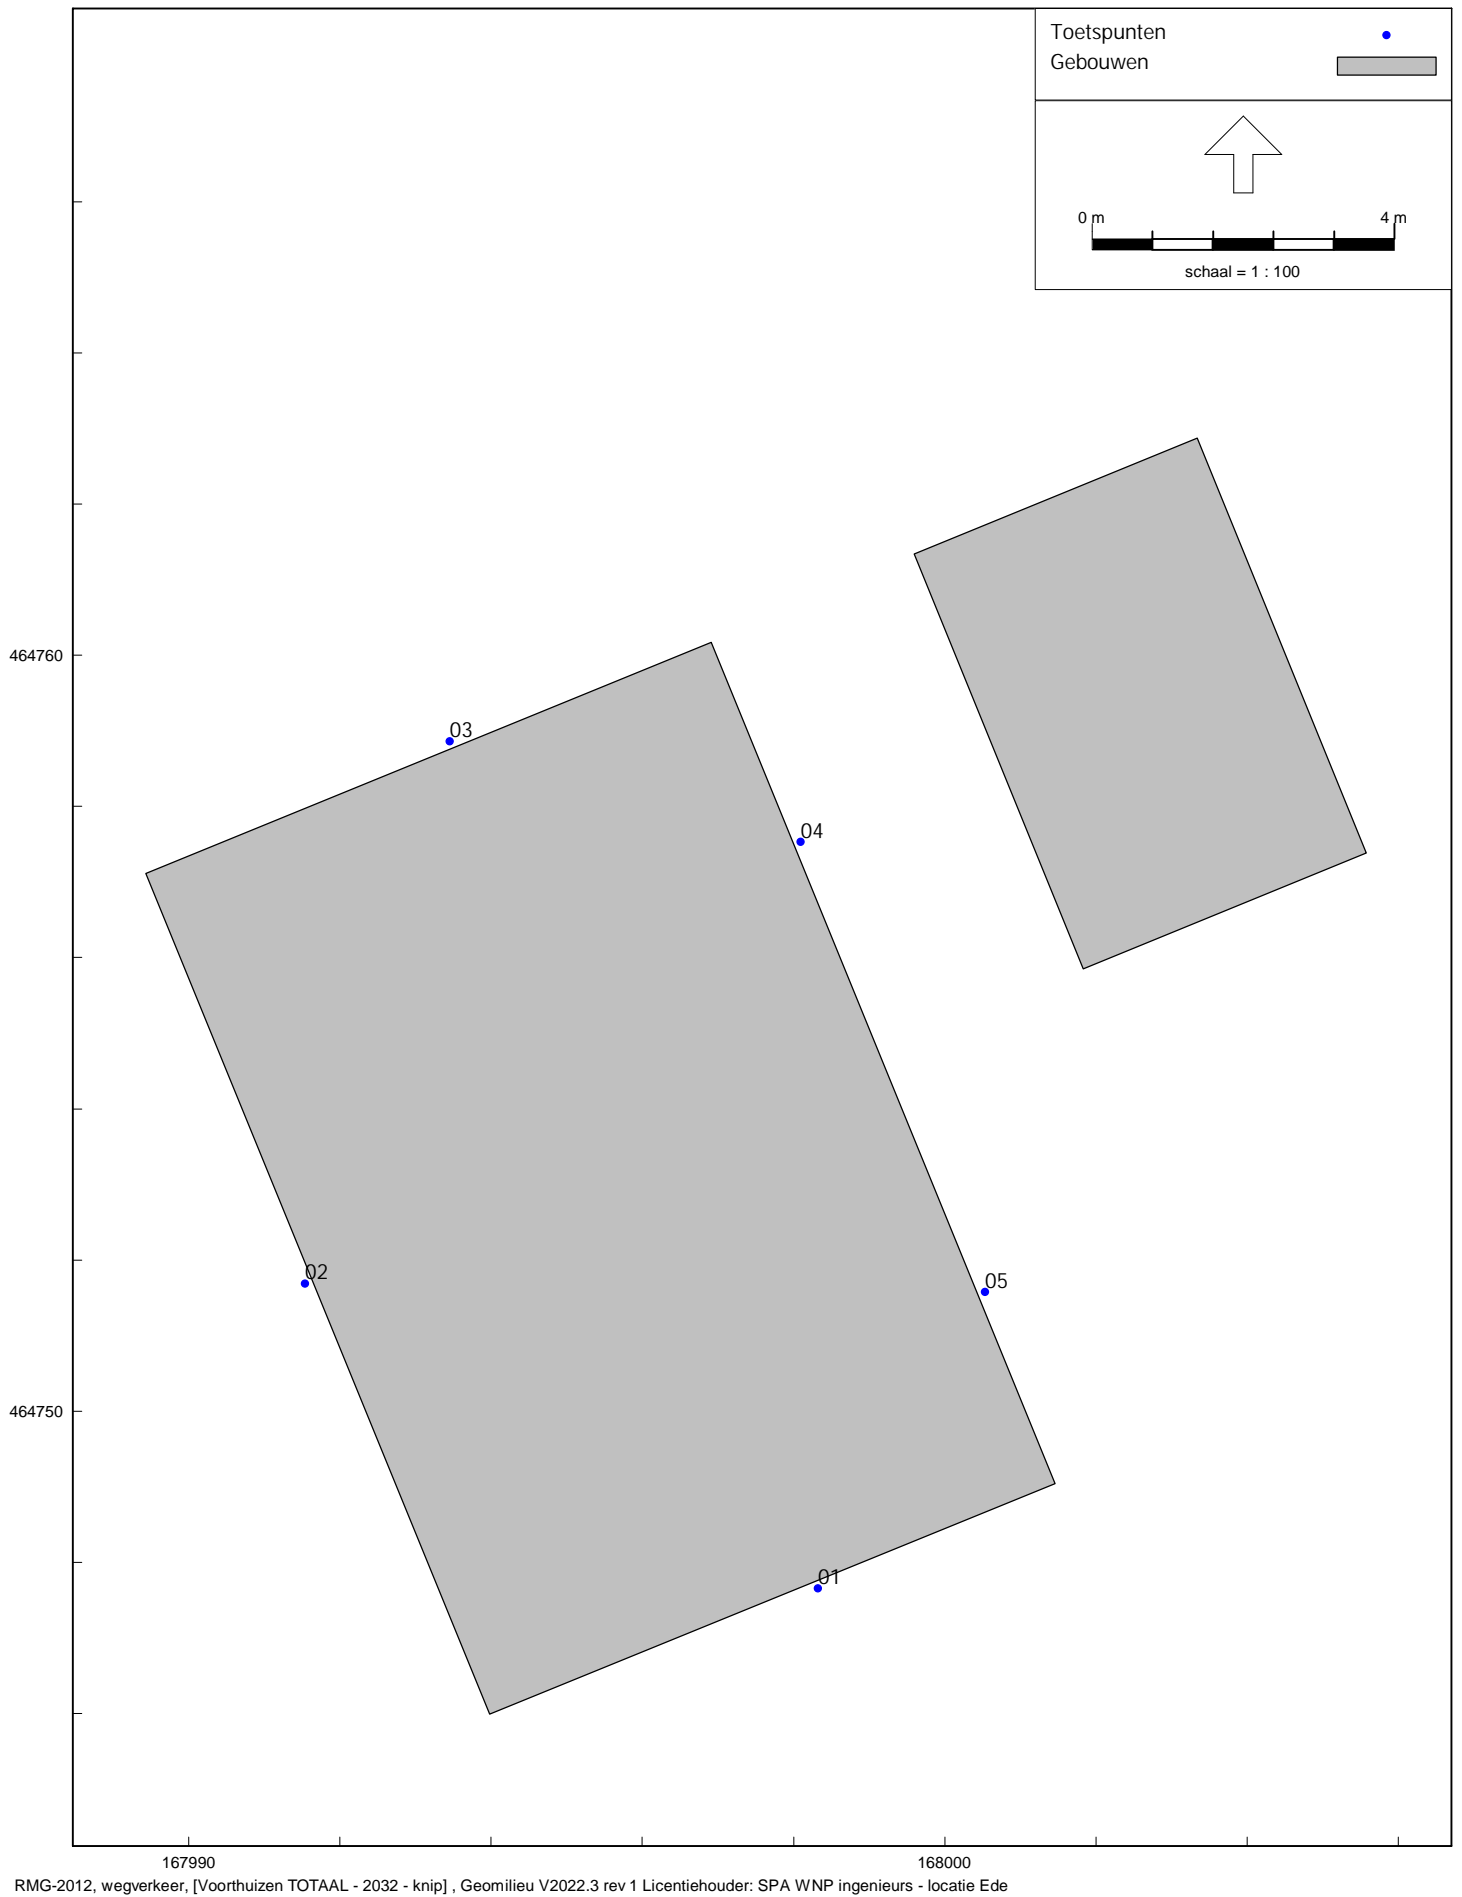 Toetspunten
Gebouwen
0 m 4 m
schaal = 1 : 100
464760
03
04
02
05
464750
01
167990 168000
RMG-2012, wegverkeer, [Voorthuizen TOTAAL - 2032 - knip] , Geomilieu V2022.3 rev 1 Licentiehouder: SPA WNP ingenieurs - locatie Ede